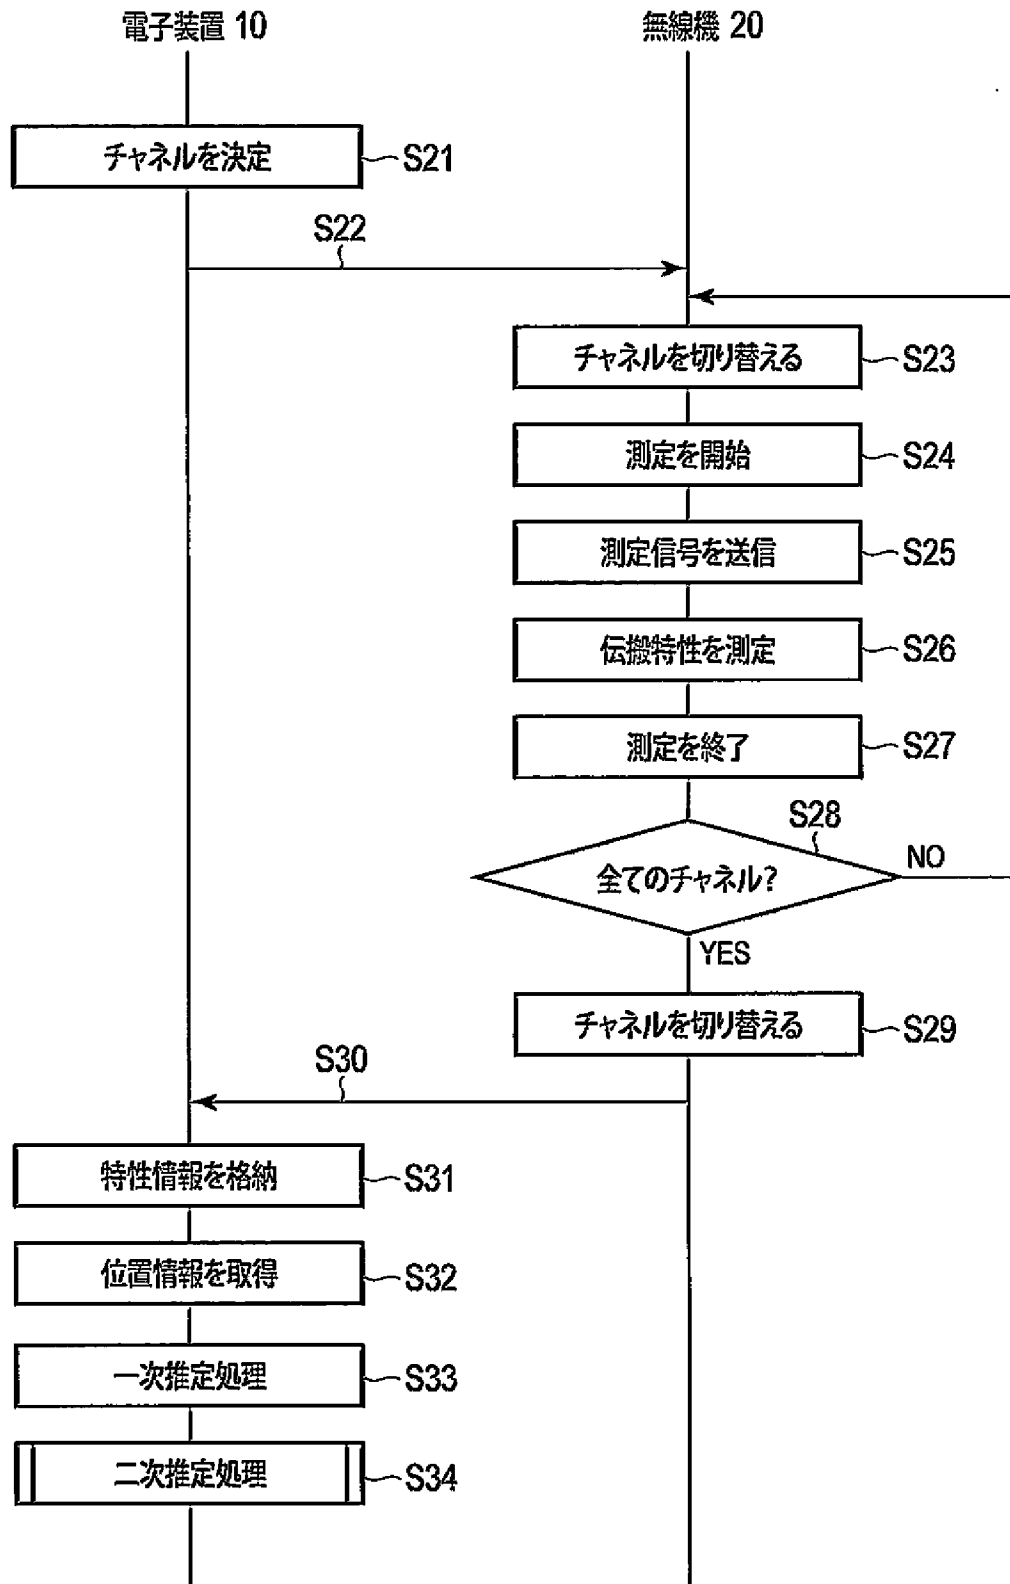 電子装置 10
無線機 20
チャネルを決定
S21
S22
チャネルを切り替える
S23
測定を開始
S24
測定信号を送信
S25
伝搬特性を測定
S26
測定を終了
S27
S28
全てのチャネル?
NO
YES
チャネルを切り替える
S29
S30
特性情報を格納
S31
位置情報を取得
S32
一次推定処理
S33
二次推定処理
S34